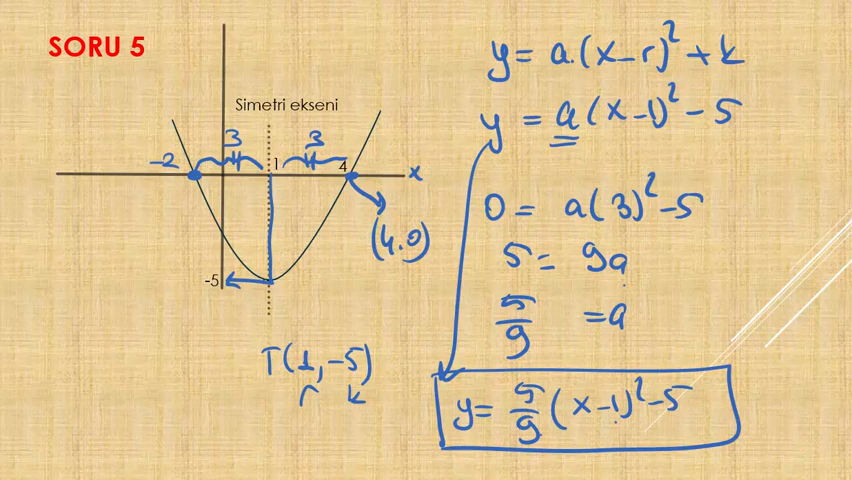 SORU 5
y = a.(x-r)² + k
Simetri ekseni
y = a(x-1)² - 5
-2 3 1 3 4 x
0 = a(3)² - 5
(4.0)
5 = 9a
-5
5/9 = a
T(1, -5)
r k
y = 5/9 (x-1)² - 5